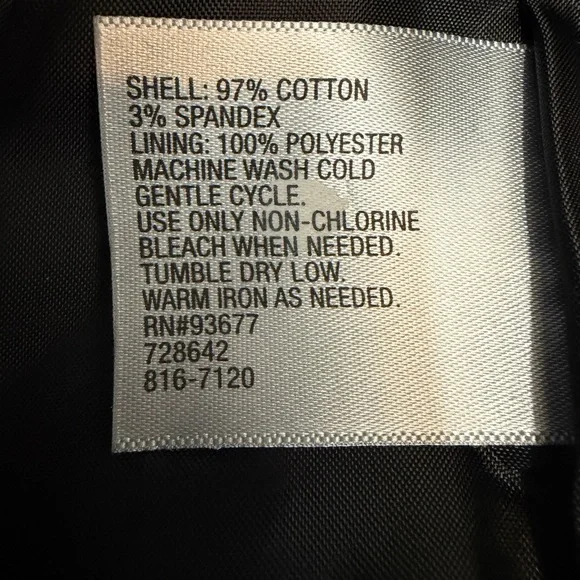 SHELL: 97% COTTON
3% SPANDEX
LINING: 100% POLYESTER
MACHINE WASH COLD
GENTLE CYCLE.
USE ONLY NON-CHLORINE
BLEACH WHEN NEEDED.
TUMBLE DRY LOW.
WARM IRON AS NEEDED.
RN#93677
728642
816-7120